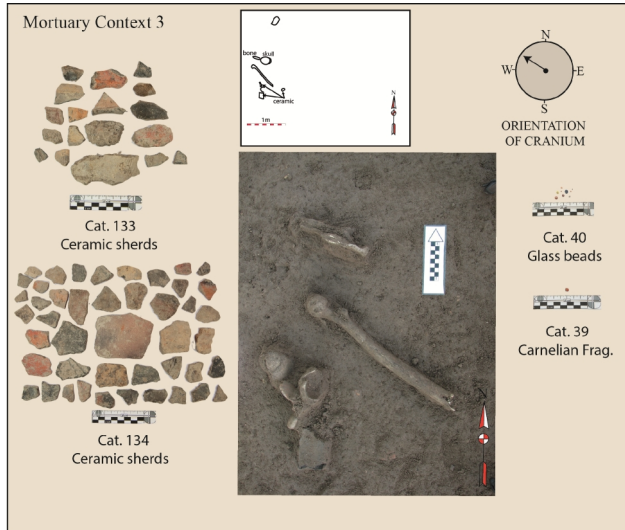 Mortuary Context 3
bone
skull
ceramic
N
1m
N
W
E
S
ORIENTATION
OF CRANIUM
Cat. 133
Ceramic sherds
Cat. 40
Glass beads
Cat. 39
Carnelian Frag.
Cat. 134
Ceramic sherds
N